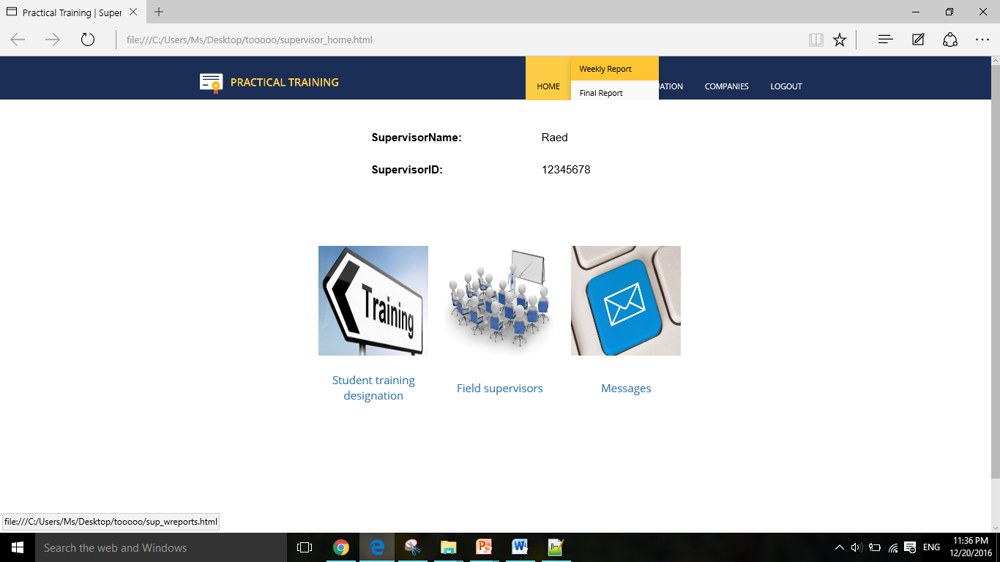 Practical Training | Super
file:///C:/Users/Ms/Desktop/tooooo/supervisor_home.html
PRACTICAL TRAINING
HOME
Weekly Report
Final Report
COMPANIES
LOGOUT
SupervisorName: Raed
SupervisorID: 12345678
Training
Student training
designation
Field supervisors
Messages
file:///C:/Users/Ms/Desktop/tooooo/sup_wreports.html
Search the web and Windows
ENG
11:36 PM
12/20/2016